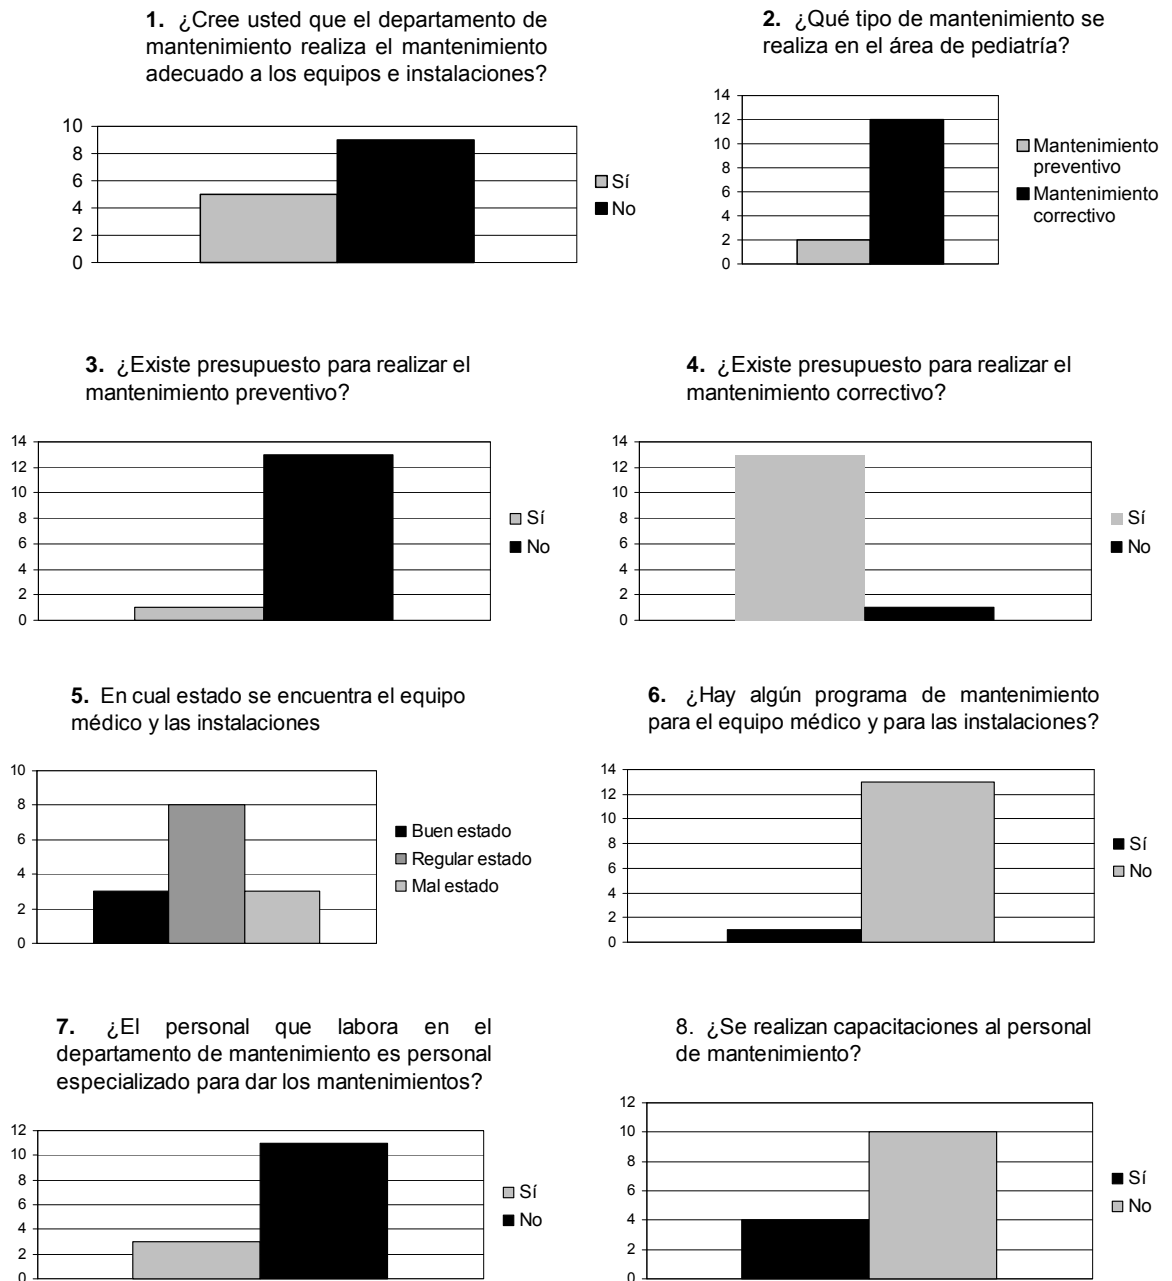 1. ¿Cree usted que el departamento de
mantenimiento realiza el mantenimiento
adecuado a los equipos e instalaciones?
10
8
6
4
2
0
Sí
No
2. ¿Qué tipo de mantenimiento se
realiza en el área de pediatría?
14
12
10
8
6
4
2
0
Mantenimiento
preventivo
Mantenimiento
correctivo
3. ¿Existe presupuesto para realizar el
mantenimiento preventivo?
14
12
10
8
6
4
2
0
Sí
No
4. ¿Existe presupuesto para realizar el
mantenimiento correctivo?
14
12
10
8
6
4
2
0
Sí
No
5. En cual estado se encuentra el equipo
médico y las instalaciones
10
8
6
4
2
0
Buen estado
Regular estado
Mal estado
6. ¿Hay algún programa de mantenimiento
para el equipo médico y para las instalaciones?
14
12
10
8
6
4
2
0
Sí
No
7. ¿El personal que labora en el
departamento de mantenimiento es personal
especializado para dar los mantenimientos?
12
10
8
6
4
2
0
Sí
No
8. ¿Se realizan capacitaciones al personal
de mantenimiento?
12
10
8
6
4
2
0
Sí
No